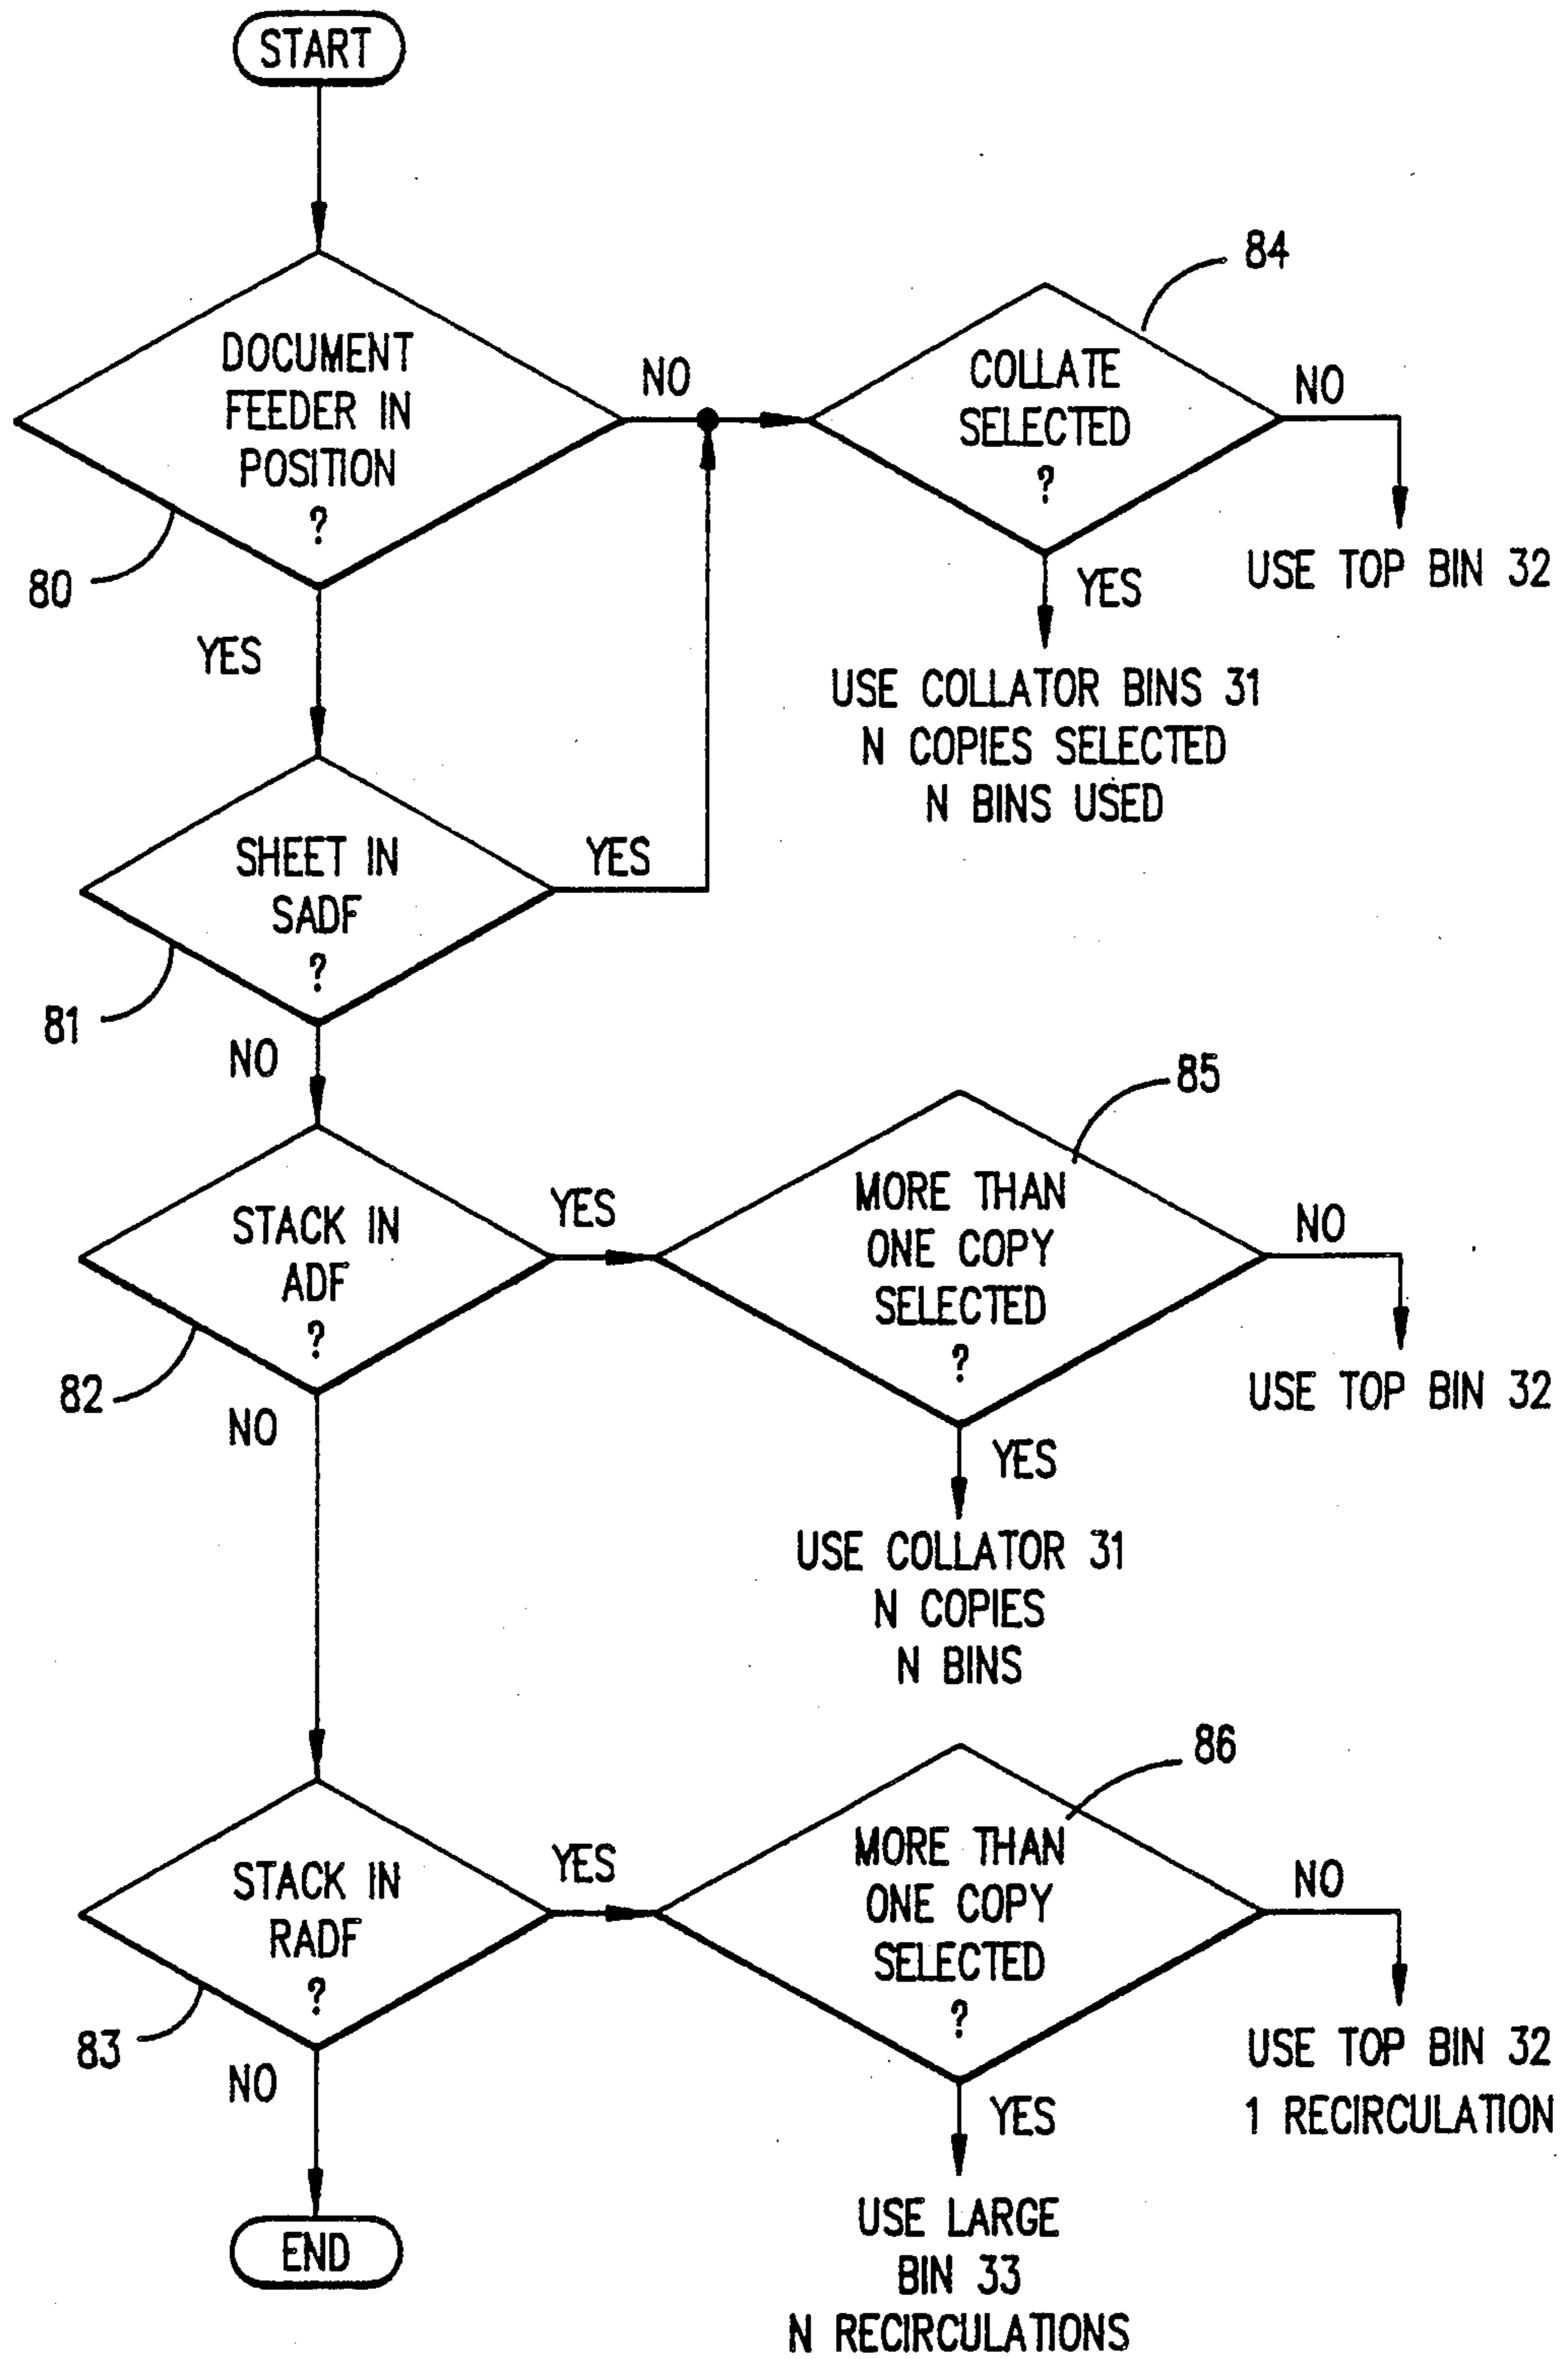 START
DOCUMENT
FEEDER IN
POSITION
?
80
NO
YES
COLLATE
SELECTED
?
84
NO
USE TOP BIN 32
YES
USE COLLATOR BINS 31
N COPIES SELECTED
N BINS USED
SHEET IN
SADF
?
81
YES
NO
STACK IN
ADF
?
82
YES
NO
MORE THAN
ONE COPY
SELECTED
?
85
NO
USE TOP BIN 32
YES
USE COLLATOR 31
N COPIES
N BINS
STACK IN
RADF
?
83
YES
NO
MORE THAN
ONE COPY
SELECTED
?
86
NO
USE TOP BIN 32
1 RECIRCULATION
YES
USE LARGE
BIN 33
N RECIRCULATIONS
END